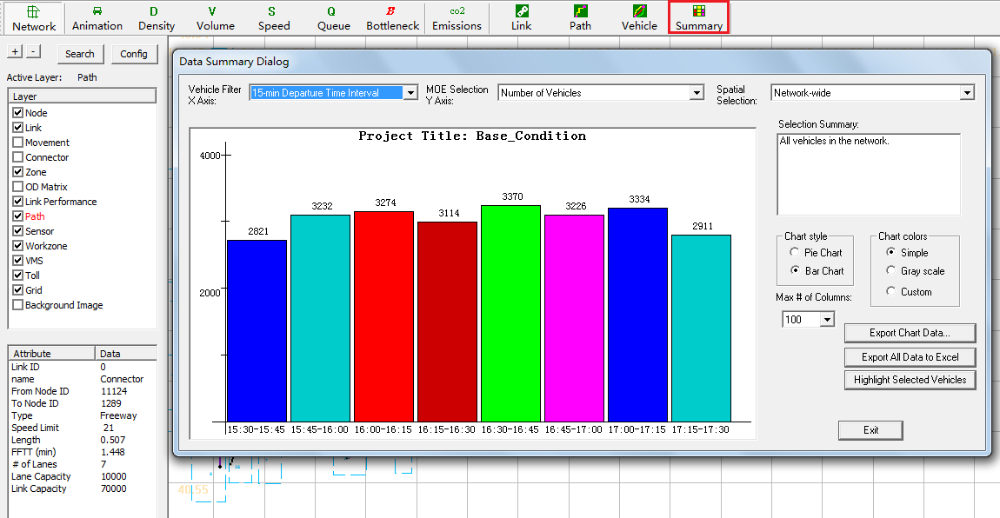 Network Animation Density Volume Speed Queue Bottleneck Emissions Link Path Vehicle Summary
D V S Q B co2
+ - Search Config
Active Layer: Path
Layer
Node
Link
Movement
Connector
Zone
OD Matrix
Link Performance
Path
Sensor
Workzone
VMS
Toll
Grid
Background Image
Attribute Data
Link ID 0
name Connector
From Node ID 11124
To Node ID 1289
Type Freeway
Speed Limit 21
Length 0.507
FFTT (min) 1.448
# of Lanes 7
Lane Capacity 10000
Link Capacity 70000
Data Summary Dialog
Vehicle Filter
X Axis:
15-min Departure Time Interval
MOE Selection
Y Axis:
Number of Vehicles
Spatial
Selection:
Network-wide
Project Title: Base_Condition
4000
2000
2821 3232 3274 3114 3370 3226 3334 2911
15:30-15:45 15:45-16:00 16:00-16:15 16:15-16:30 16:30-16:45 16:45-17:00 17:00-17:15 17:15-17:30
Selection Summary:
All vehicles in the network.
Chart style
Pie Chart
Bar Chart
Chart colors
Simple
Gray scale
Custom
Max # of Columns:
100
Export Chart Data...
Export All Data to Excel
Highlight Selected Vehicles
Exit
40.55